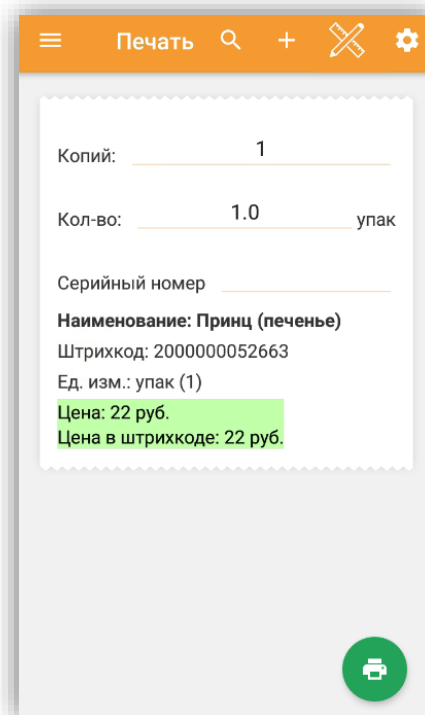 Печать
Копий: 1
Кол-во: 1.0 упак
Серийный номер
Наименование: Принц (печенье)
Штрихкод: 2000000052663
Ед. изм.: упак (1)
Цена: 22 руб.
Цена в штрихкоде: 22 руб.